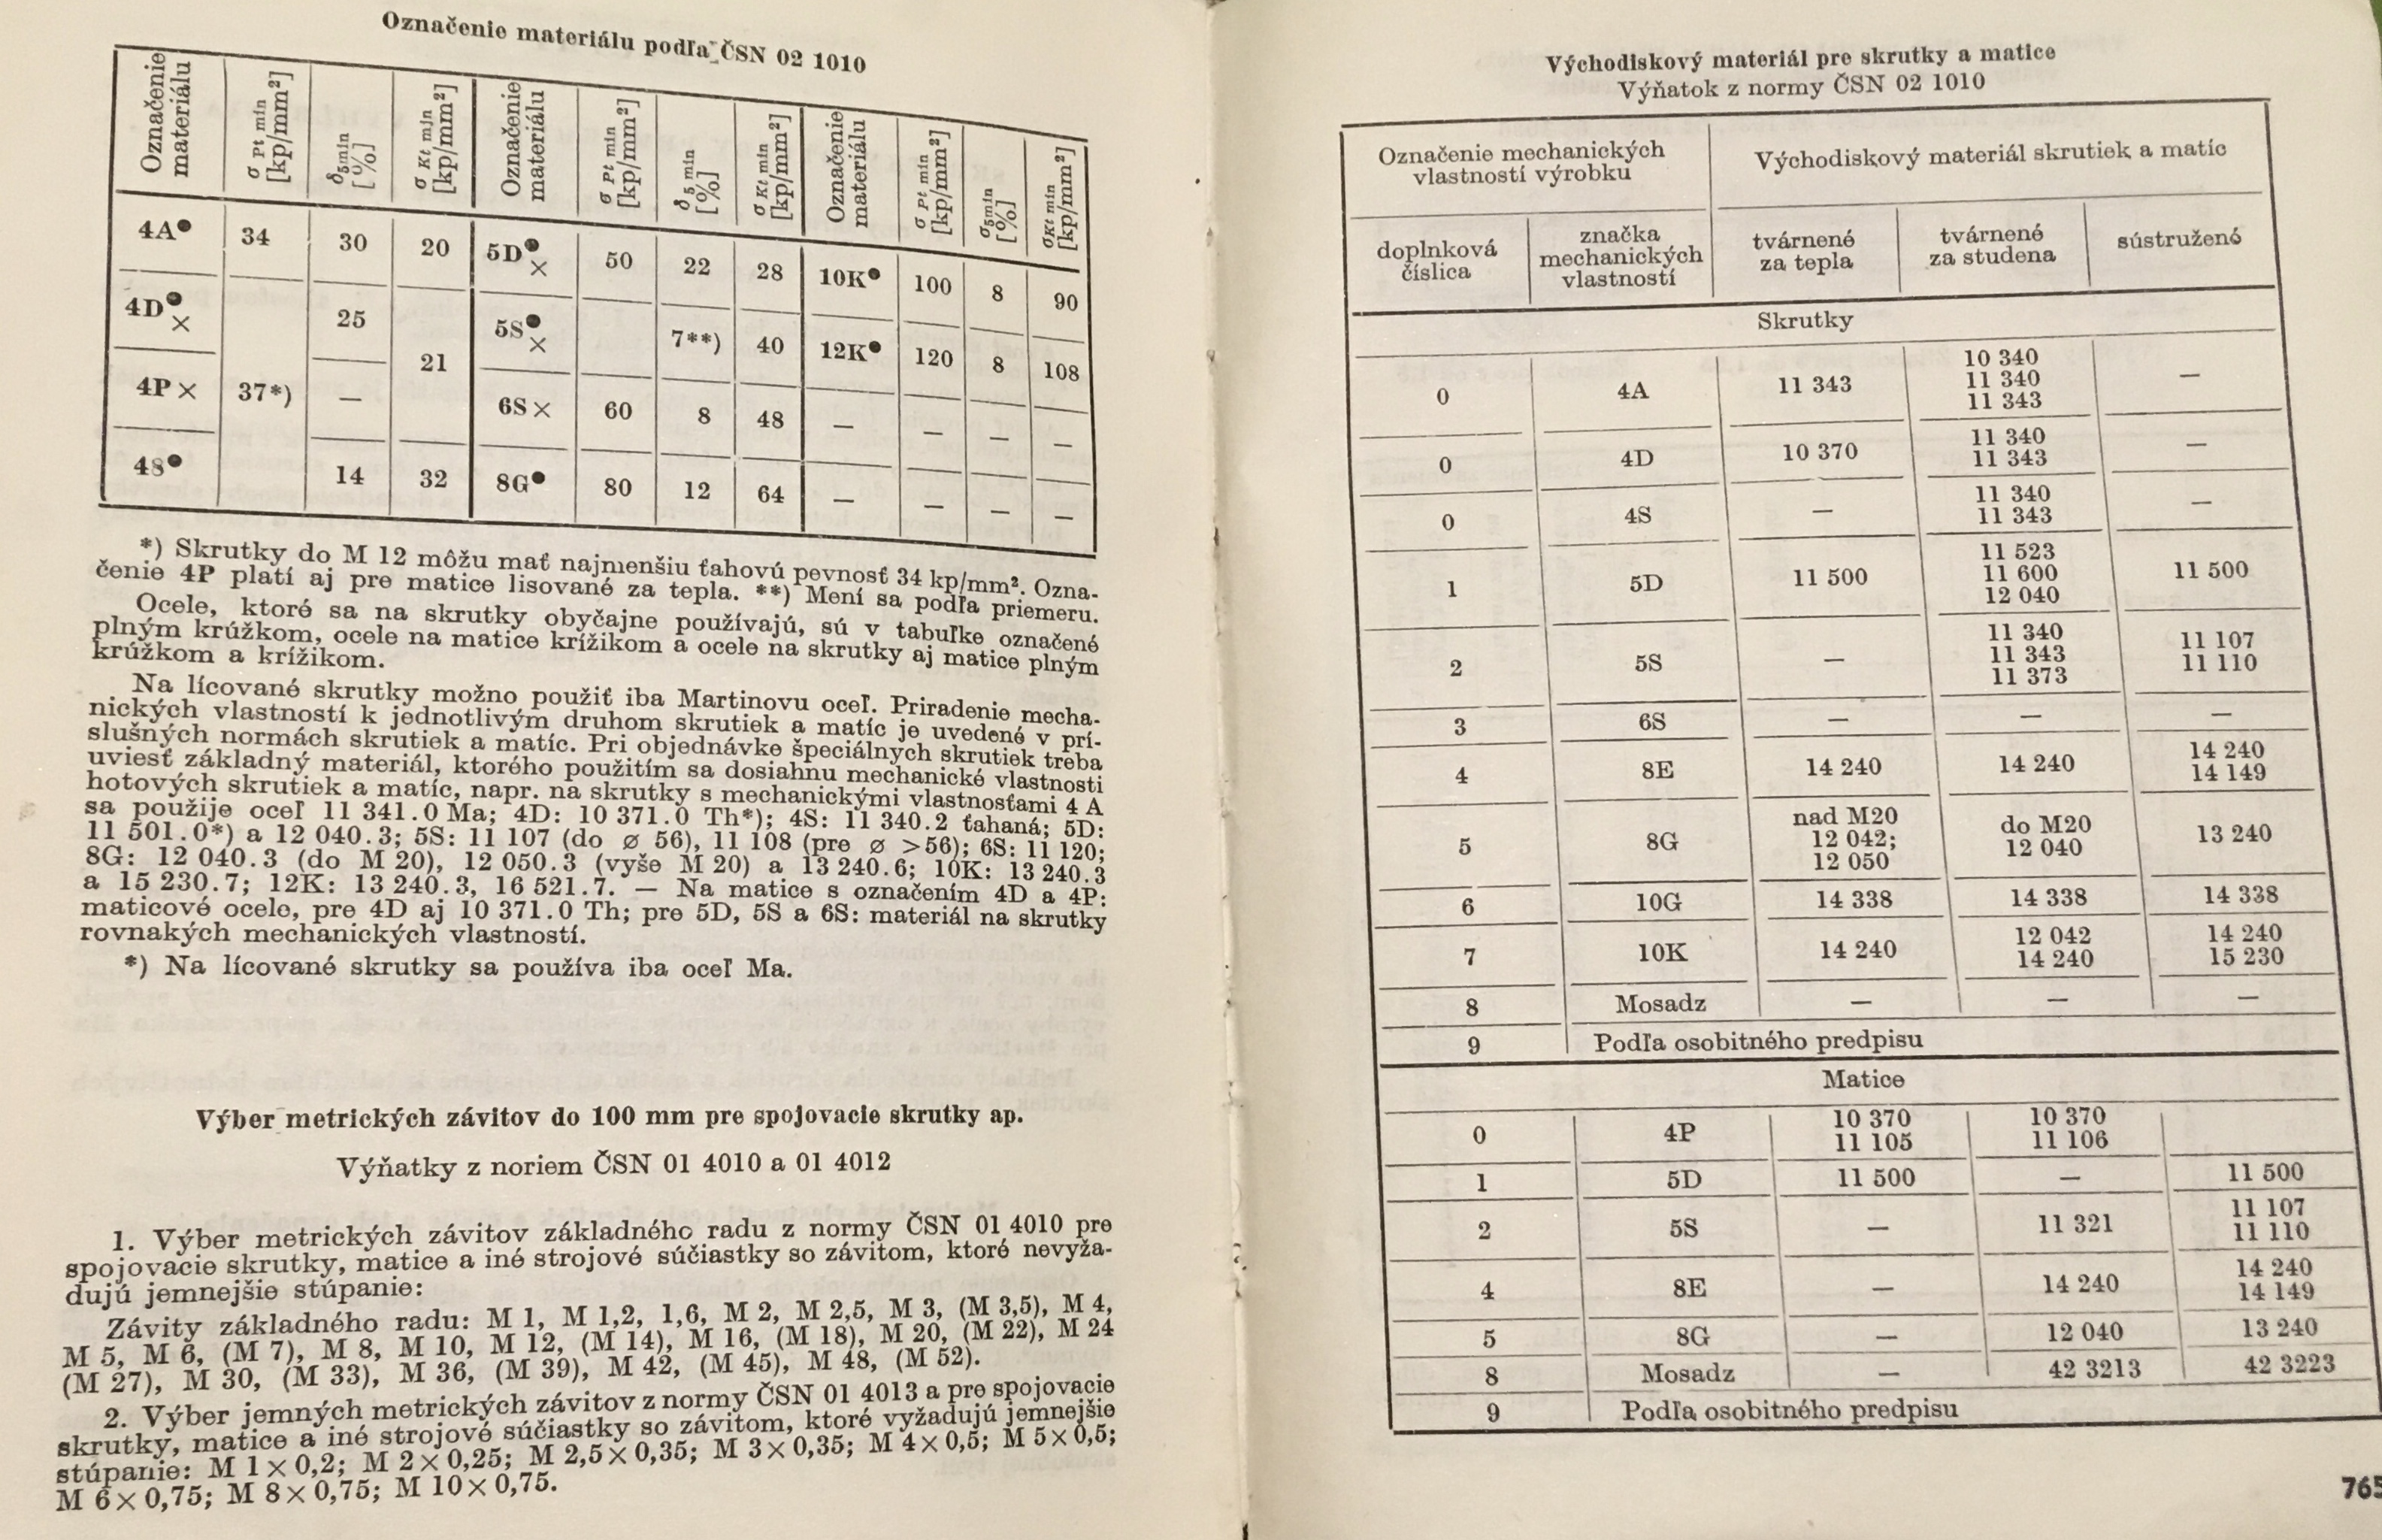 Označenie materiálu podľa ČSN 02 1010
Označenie materiálu | σ Pt min [kp/mm²] | δ5min [%] | σ Kt min [kp/mm²] | Označenie materiálu | σ Pt min [kp/mm²] | δ 5 min [%] | σ Kt min [kp/mm²] | Označenie materiálu | σ Pt min [kp/mm²] | σ5min [%] | σKt min [kp/mm²]
4A● | 34 | 30 | 20 | 5D● × | 50 | 22 | 28 | 10K● | 100 | 8 | 90
4D● × | 37*) | 25 | 21 | 5S● × | | 7**) | 40 | 12K● | 120 | 8 | 108
4P × | | — | | 6S × | 60 | 8 | 48 | — | — | — | —
4S● | | 14 | 32 | 8G● | 80 | 12 | 64 | — | — | — | —
*) Skrutky do M 12 môžu mať najmenšiu ťahovú pevnosť 34 kp/mm². Ozna-
čenie 4P platí aj pre matice lisované za tepla. **) Mení sa podľa priemeru.
Ocele, ktoré sa na skrutky obyčajne používajú, sú v tabuľke označené
plným krúžkom, ocele na matice krížikom a ocele na skrutky aj matice plným
krúžkom a krížikom.
Na lícované skrutky možno použiť iba Martinovu oceľ. Priradenie mecha-
nických vlastností k jednotlivým druhom skrutiek a matíc je uvedené v prí-
slušných normách skrutiek a matíc. Pri objednávke špeciálnych skrutiek treba
uviesť základný materiál, ktorého použitím sa dosiahnu mechanické vlastnosti
hotových skrutiek a matíc, napr. na skrutky s mechanickými vlastnosťami 4 A
sa použije oceľ 11 341.0 Ma; 4D: 10 371.0 Th*); 4S: 11 340.2 ťahaná; 5D:
11 501.0*) a 12 040.3; 5S: 11 107 (do ø 56), 11 108 (pre ø >56); 6S: 11 120;
8G: 12 040.3 (do M 20), 12 050.3 (vyše M 20) a 13 240.6; 10K: 13 240.3
a 15 230.7; 12K: 13 240.3, 16 521.7. — Na matice s označením 4D a 4P:
maticové ocele, pre 4D aj 10 371.0 Th; pre 5D, 5S a 6S: materiál na skrutky
rovnakých mechanických vlastností.
*) Na lícované skrutky sa používa iba oceľ Ma.
Výber metrických závitov do 100 mm pre spojovacie skrutky ap.
Výňatky z noriem ČSN 01 4010 a 01 4012
1. Výber metrických závitov základného radu z normy ČSN 01 4010 pre
spojovacie skrutky, matice a iné strojové súčiastky so závitom, ktoré nevyža-
dujú jemnejšie stúpanie:
Závity základného radu: M 1, M 1,2, 1,6, M 2, M 2,5, M 3, (M 3,5), M 4,
M 5, M 6, (M 7), M 8, M 10, M 12, (M 14), M 16, (M 18), M 20, (M 22), M 24
(M 27), M 30, (M 33), M 36, (M 39), M 42, (M 45), M 48, (M 52).
2. Výber jemných metrických závitov z normy ČSN 01 4013 a pre spojovacie
skrutky, matice a iné strojové súčiastky so závitom, ktoré vyžadujú jemnejšie
stúpanie: M 1×0,2; M 2×0,25; M 2,5×0,35; M 3×0,35; M 4×0,5; M 5×0,5;
M 6×0,75; M 8×0,75; M 10×0,75.
Východiskový materiál pre skrutky a matice
Výňatok z normy ČSN 02 1010
Označenie mechanických vlastností výrobku | Východiskový materiál skrutiek a matíc
doplnková číslica | značka mechanických vlastností | tvárnené za tepla | tvárnené za studena | sústružené
Skrutky
0 | 4A | 11 343 | 10 340 11 340 11 343 | —
0 | 4D | 10 370 | 11 340 11 343 | —
0 | 4S | — | 11 340 11 343 | —
1 | 5D | 11 500 | 11 523 11 600 12 040 | 11 500
2 | 5S | — | 11 340 11 343 11 373 | 11 107 11 110
3 | 6S | — | — | —
4 | 8E | 14 240 | 14 240 | 14 240 14 149
5 | 8G | nad M20 12 042; 12 050 | do M20 12 040 | 13 240
6 | 10G | 14 338 | 14 338 | 14 338
7 | 10K | 14 240 | 12 042 14 240 | 14 240 15 230
8 | Mosadz | — | — | —
9 | Podľa osobitného predpisu
Matice
0 | 4P | 10 370 11 105 | 10 370 11 106 |
1 | 5D | 11 500 | — | 11 500
2 | 5S | — | 11 321 | 11 107 11 110
4 | 8E | — | 14 240 | 14 240 14 149
5 | 8G | — | 12 040 | 13 240
8 | Mosadz | — | 42 3213 | 42 3223
9 | Podľa osobitného predpisu
765